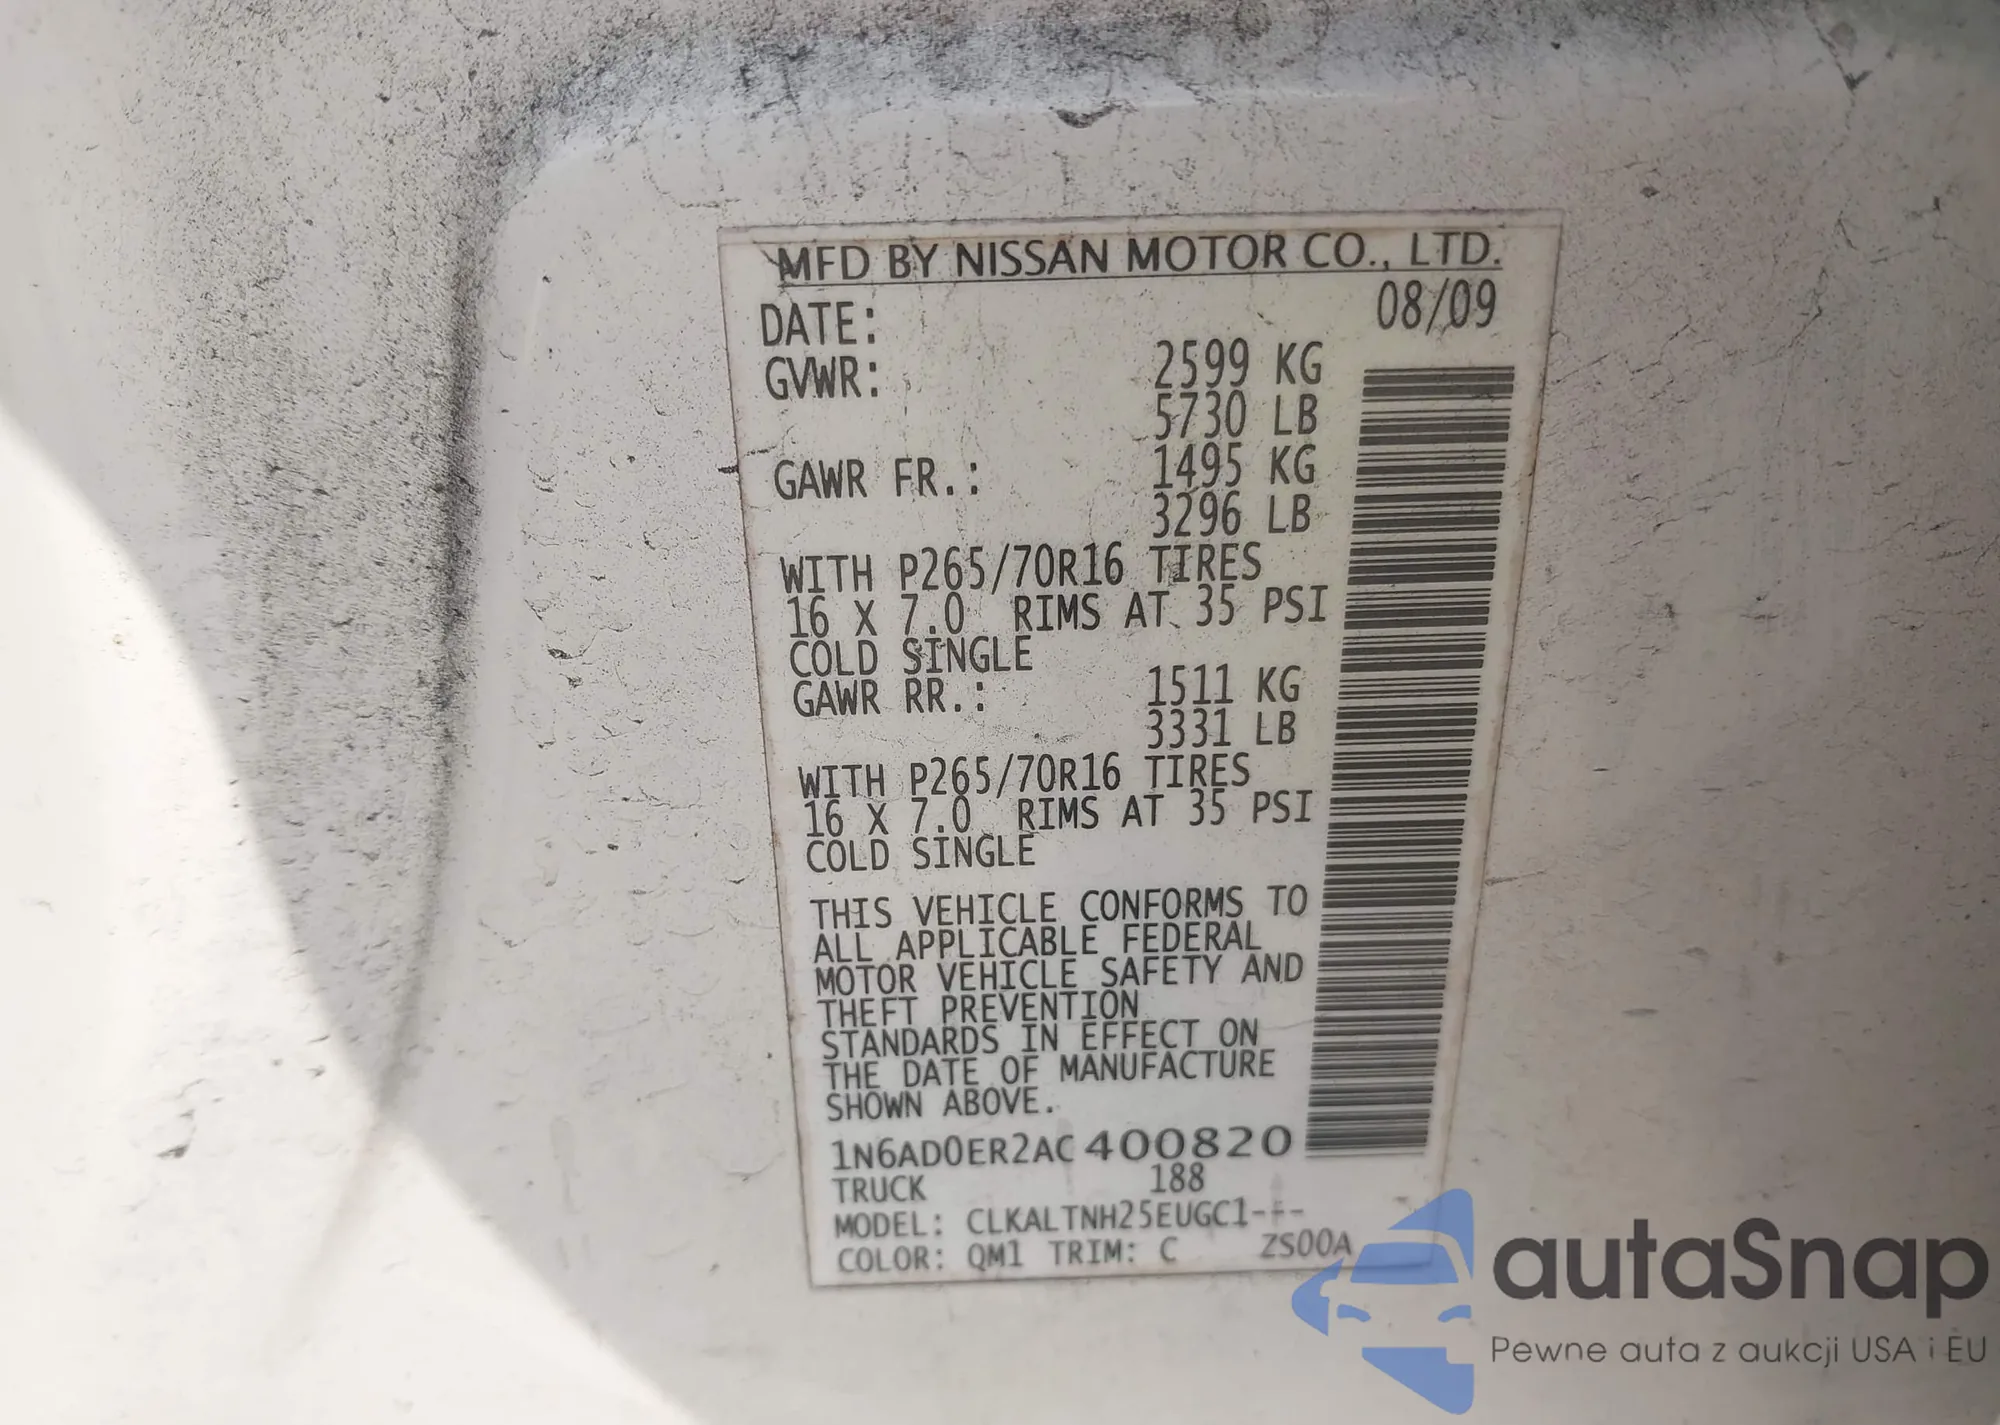 MFD BY NISSAN MOTOR CO., LTD.
DATE: 08/09
GVWR: 2599 KG
5730 LB
GAWR FR.: 1495 KG
3296 LB
WITH P265/70R16 TIRES
16 X 7.0 RIMS AT 35 PSI
COLD SINGLE
GAWR RR.: 1511 KG
3331 LB
WITH P265/70R16 TIRES
16 X 7.0 RIMS AT 35 PSI
COLD SINGLE
THIS VEHICLE CONFORMS TO
ALL APPLICABLE FEDERAL
MOTOR VEHICLE SAFETY AND
THEFT PREVENTION
STANDARDS IN EFFECT ON
THE DATE OF MANUFACTURE
SHOWN ABOVE.
1N6AD0ER2AC400820
TRUCK 188
MODEL: CLKALTNH25EUGC1---
COLOR: QM1 TRIM: C ZS00A
autaSnap
Pewne auta z aukcji USA i EU